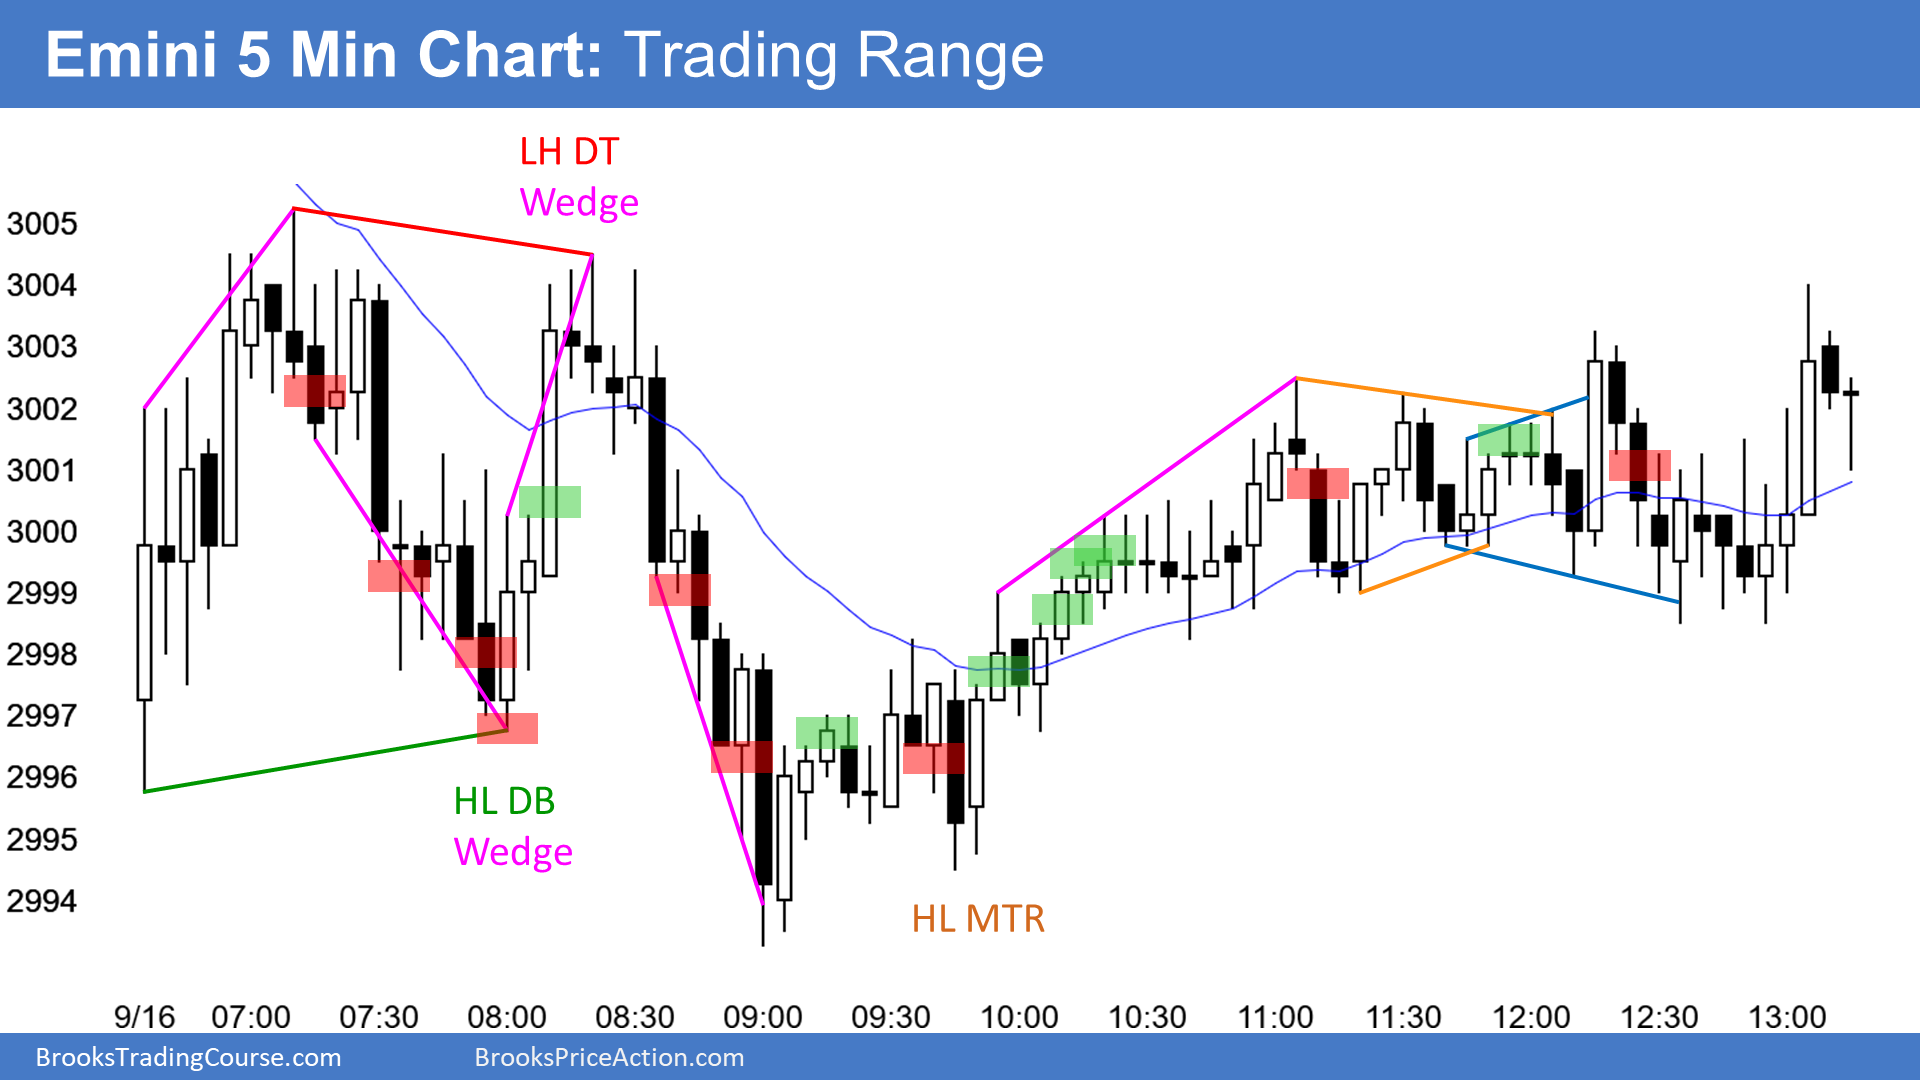 Emini 5 Min Chart: Trading Range
LH DT
Wedge
3005
3004
3003
3002
3001
3000
2999
2998
2997
2996
2995
2994
HL DB
Wedge
HL MTR
9/16 07:00 07:30 08:00 08:30 09:00 09:30 10:00 10:30 11:00 11:30 12:00 12:30 13:00
BrooksTradingCourse.com BrooksPriceAction.com